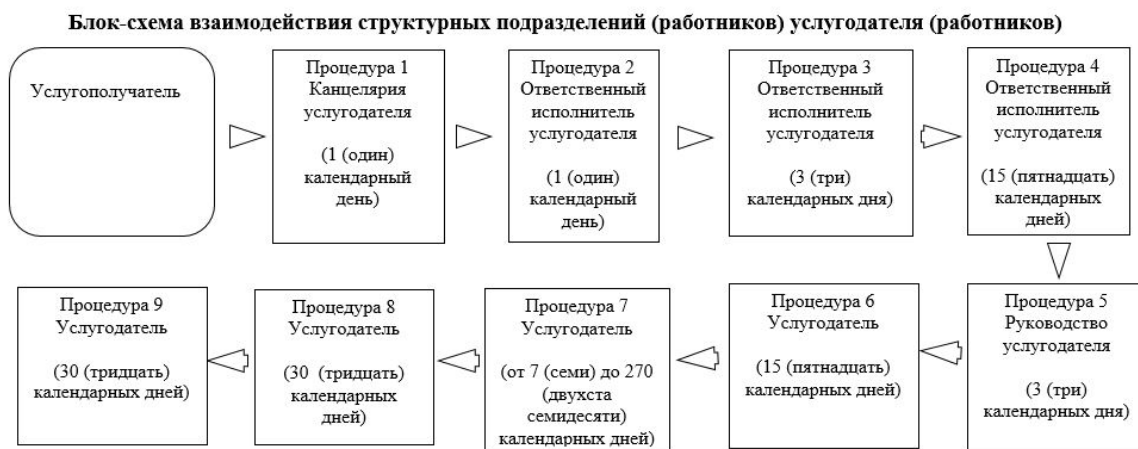 Блок-схема взаимодействия структурных подразделений (работников) услугодателя (работников)
Услугополучатель
Процедура 1
Канцелярия
услугодателя
(1 (один)
календарный
день)
Процедура 2
Ответственный
исполнитель
услугодателя
(1 (один)
календарный
день)
Процедура 3
Ответственный
исполнитель
услугодателя
(3 (три)
календарных дня)
Процедура 4
Ответственный
исполнитель
услугодателя
(15 (пятнадцать)
календарных
дней)
Процедура 5
Руководство
услугодателя
(3 (три)
календарных дня)
Процедура 6
Услугодатель
(15 (пятнадцать)
календарных дней)
Процедура 7
Услугодатель
(от 7 (семи) до 270
(двухста
семидесяти)
календарных дней)
Процедура 8
Услугодатель
(30 (тридцать)
календарных
дней)
Процедура 9
Услугодатель
(30 (тридцать)
календарных дней)